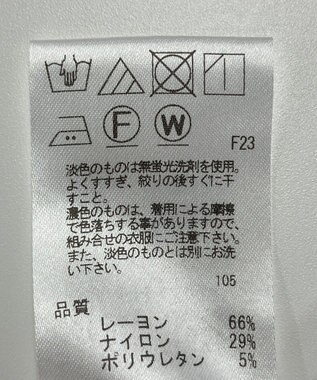 F W
F23
淡色のものは無蛍光洗剤を使用。
よくすすぎ、絞りの後すぐに干
すこと。
濃色のものは、着用による摩擦
で色落ちする事がありますので、
組み合せの衣服にご注意下さい。
また、淡色のものとは別にお洗
い下さい。
105
品質
レーヨン 66%
ナイロン 29%
ポリウレタン 5%